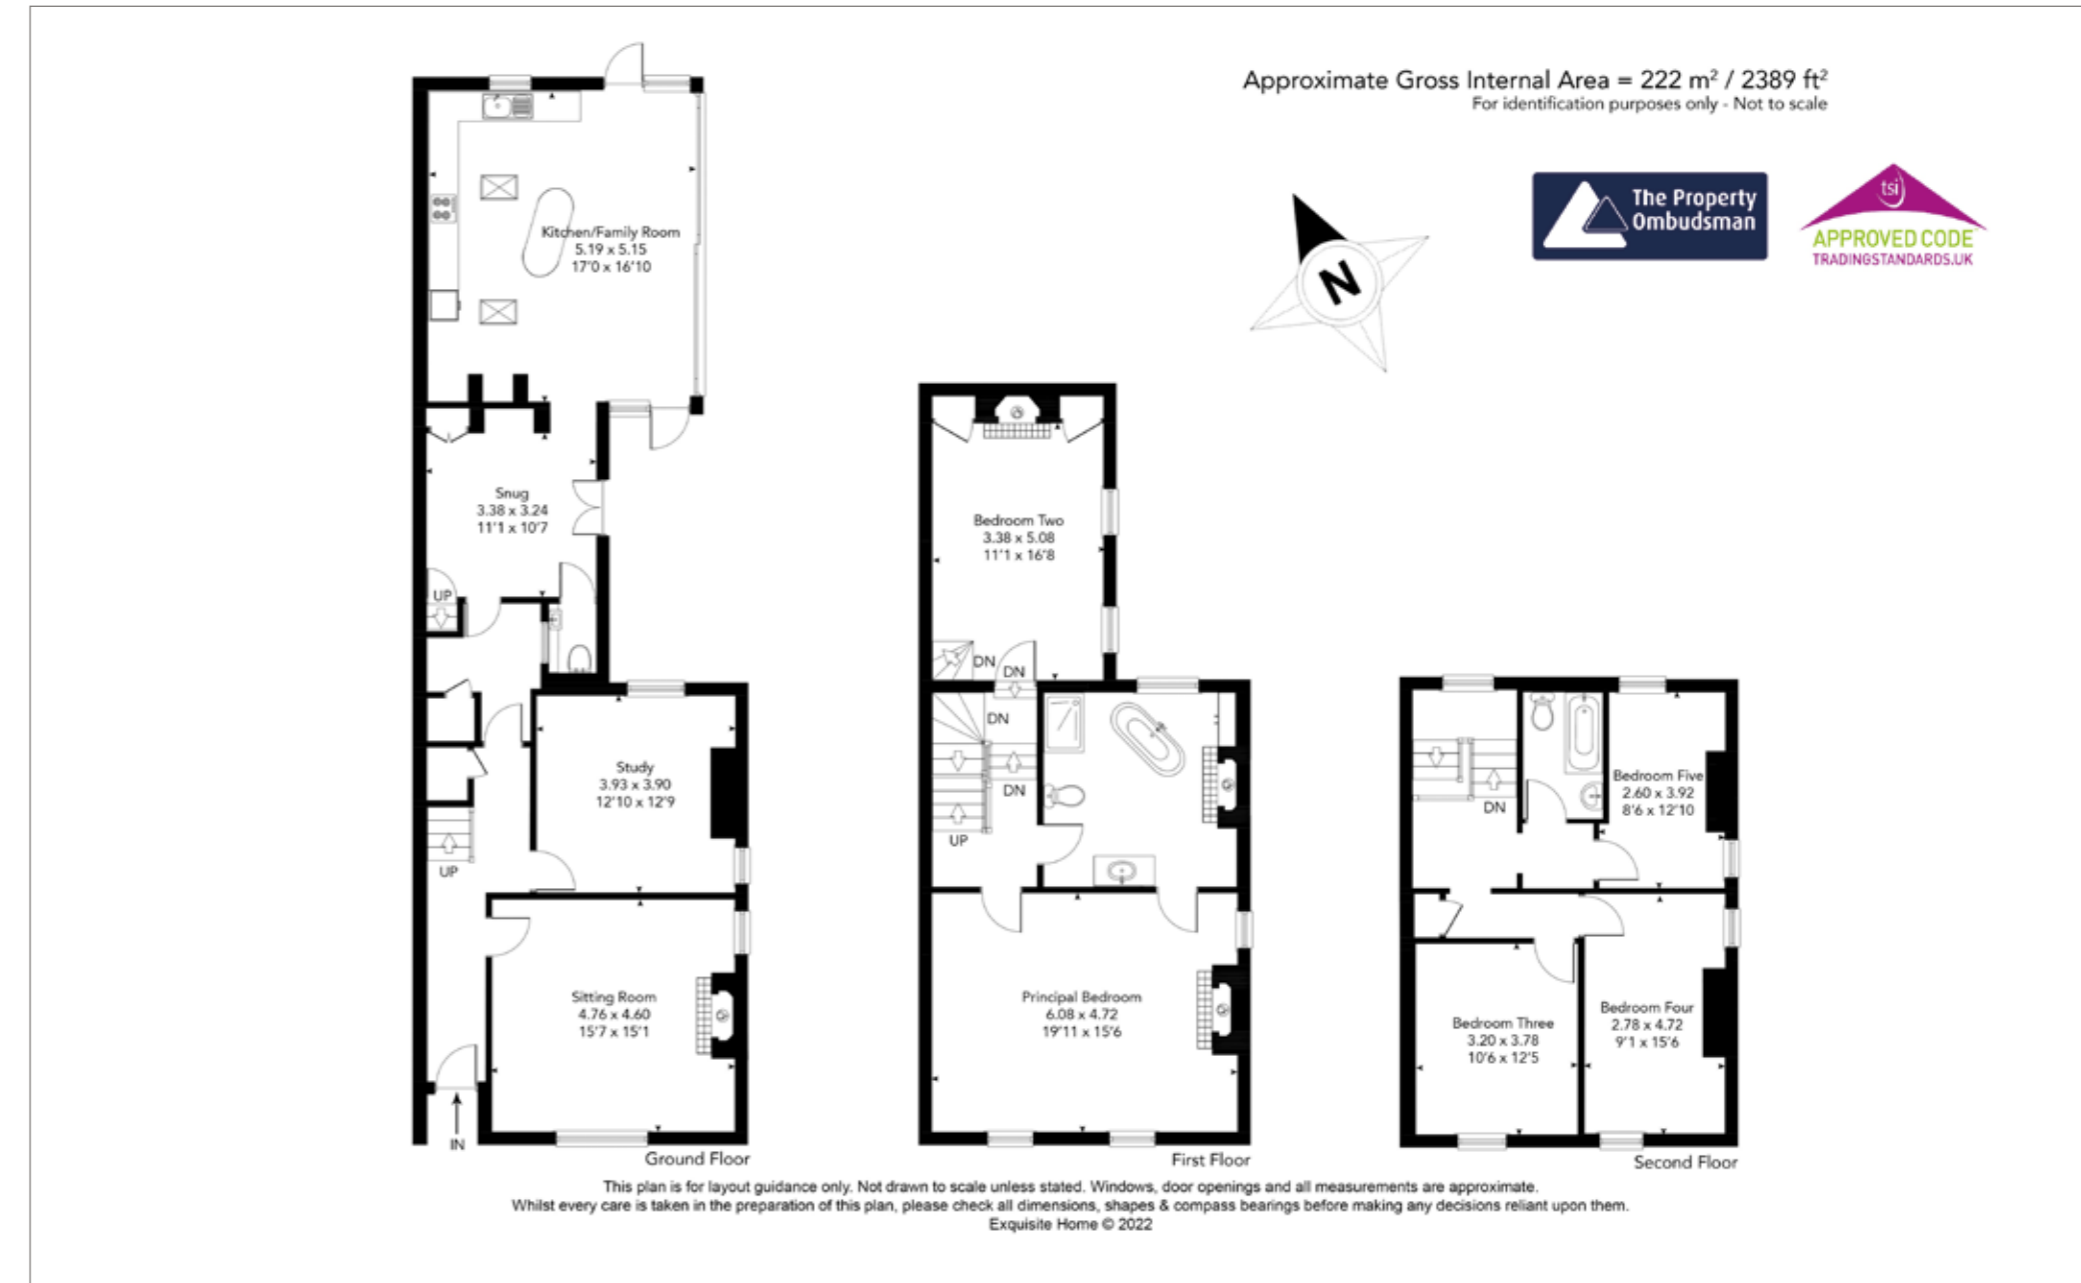 Approximate Gross Internal Area = 222 m² / 2389 ft²
For identification purposes only - Not to scale
The Property
Ombudsman
tsi
APPROVED CODE
TRADINGSTANDARDS.UK
N
Kitchen/Family Room
5.19 x 5.15
17'0 x 16'10
Snug
3.38 x 3.24
11'1 x 10'7
UP
Study
3.93 x 3.90
12'10 x 12'9
UP
Sitting Room
4.76 x 4.60
15'7 x 15'1
IN
Ground Floor
Bedroom Two
3.38 x 5.08
11'1 x 16'8
DN
DN
DN
DN
UP
Principal Bedroom
6.08 x 4.72
19'11 x 15'6
First Floor
Bedroom Five
2.60 x 3.92
8'6 x 12'10
DN
Bedroom Four
2.78 x 4.72
9'1 x 15'6
Bedroom Three
3.20 x 3.78
10'6 x 12'5
Second Floor
This plan is for layout guidance only. Not drawn to scale unless stated. Windows, door openings and all measurements are approximate.
Whilst every care is taken in the preparation of this plan, please check all dimensions, shapes & compass bearings before making any decisions reliant upon them.
Exquisite Home © 2022